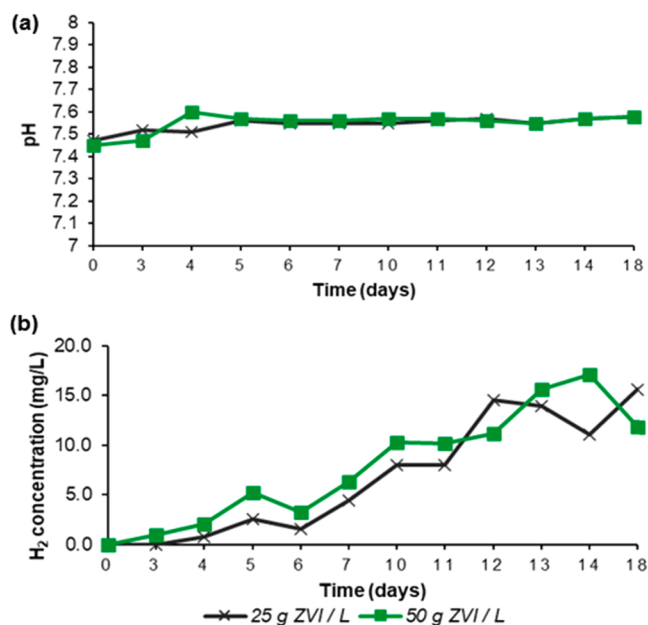 (a)
8
7.9
7.8
7.7
7.6
7.5
7.4
7.3
7.2
7.1
7
pH
0 3 4 5 6 7 10 11 12 13 14 18
Time (days)
(b)
20.0
15.0
10.0
5.0
0.0
H₂ concentration (mg/L)
0 3 4 5 6 7 10 11 12 13 14 18
Time (days)
25 g ZVI / L 50 g ZVI / L